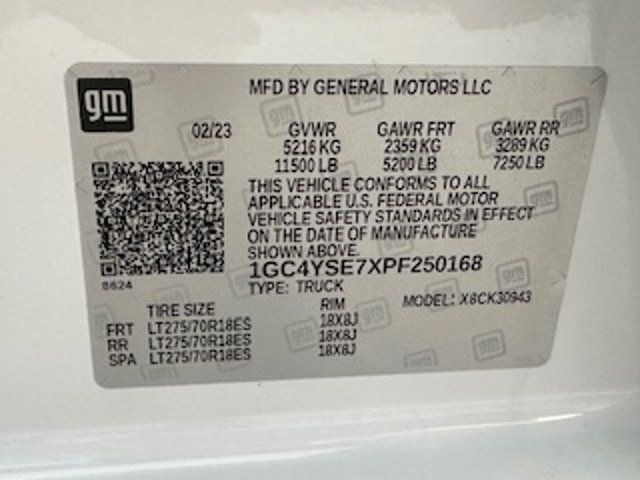 gm
MFD BY GENERAL MOTORS LLC
02/23 GVWR GAWR FRT GAWR RR
5216 KG 2359 KG 3289 KG
11500 LB 5200 LB 7250 LB
THIS VEHICLE CONFORMS TO ALL
APPLICABLE U.S. FEDERAL MOTOR
VEHICLE SAFETY STANDARDS IN EFFECT
ON THE DATE OF MANUFACTURE
SHOWN ABOVE.
1GC4YSE7XPF250168
8624
TYPE: TRUCK MODEL: X8CK30943
TIRE SIZE RIM
FRT LT275/70R18ES 18X8J
RR LT275/70R18ES 18X8J
SPA LT275/70R18ES 18X8J